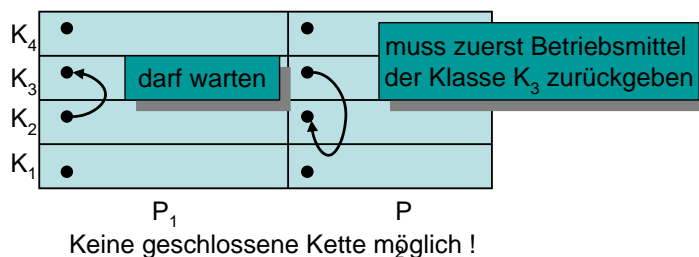 K4
muss zuerst Betriebsmittel
der Klasse K3 zurückgeben
K3
darf warten
K2
K1
P1
P2
Keine geschlossene Kette möglich !